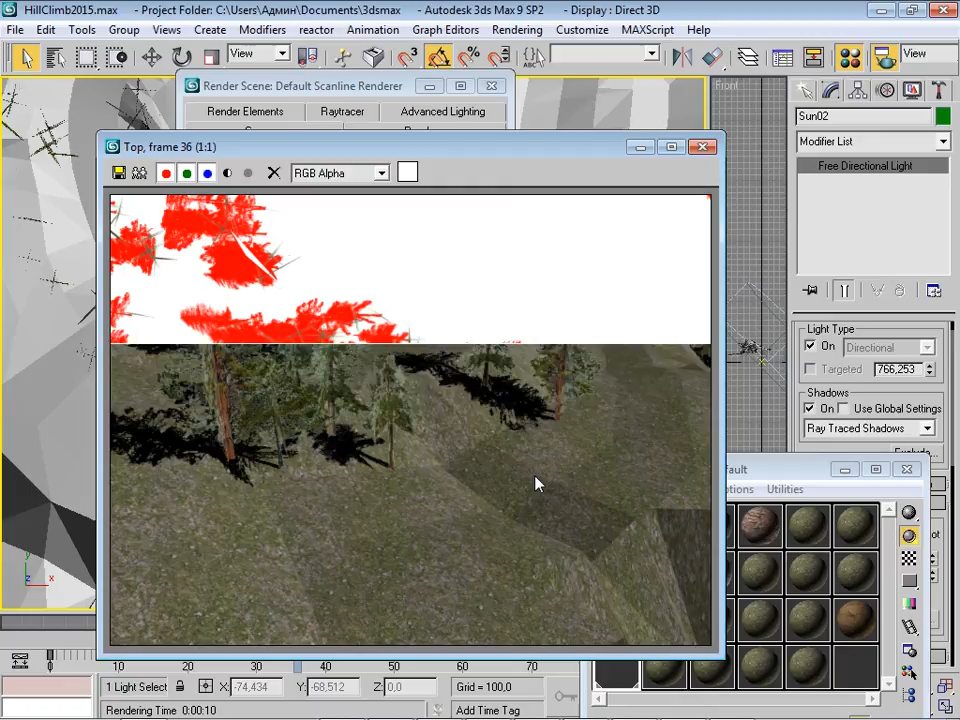 HillClimb2015.max - Project Folder: C:\Users\Админ\Documents\3dsmax - Autodesk 3ds Max 9 SP2 - Display : Direct 3D
File Edit Tools Group Views Create Modifiers reactor Animation Graph Editors Rendering Customize MAXScript Help
View
3
View
Render Scene: Default Scanline Renderer
Front
Render Elements Raytracer Advanced Lighting
Sun02
Modifier List
Top, frame 36 (1:1)
Free Directional Light
RGB Alpha
Light Type
On Directional
Targeted 766,253
Shadows
On Use Global Settings
Ray Traced Shadows
Utilities
y
z x
10 20 30 40 50 60 70
1 Light Select X: -74,434 Y: -68,512 Z: 0,0 Grid = 100,0
Rendering Time 0:00:10 Add Time Tag